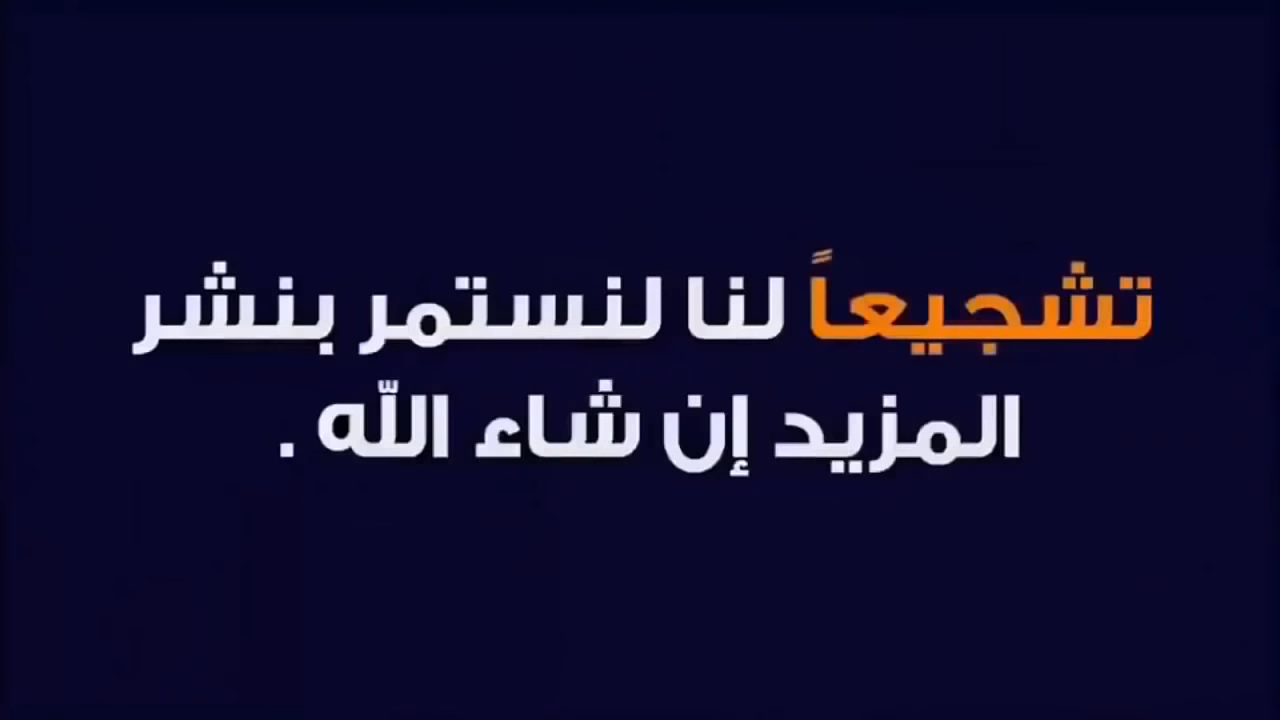 تشجيعاً لنا لنستمر بنشر
المزيد إن شاء الله .